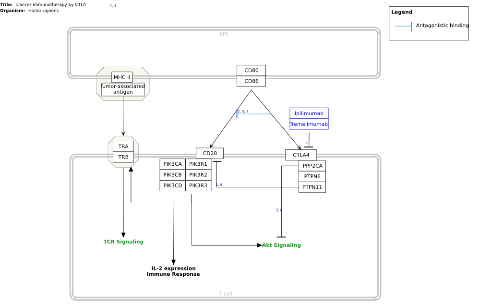 Title: Cancer immunotherapy by CTLA
Organism: Homo sapiens
Legend
Antagonistic binding
APC
MHC II
Tumor-associated
antigen
CD80
CD86
Ipilimumab
Tremelimumab
TRA
TRB
CD28
CTLA4
PIK3CA
PIK3R1
PIK3CB
PIK3R2
PIK3CD
PIK3R3
PPP2CA
PTPN6
PTPN11
TCR Signaling
Akt Signaling
IL-2 expression
Immune Response
T cell